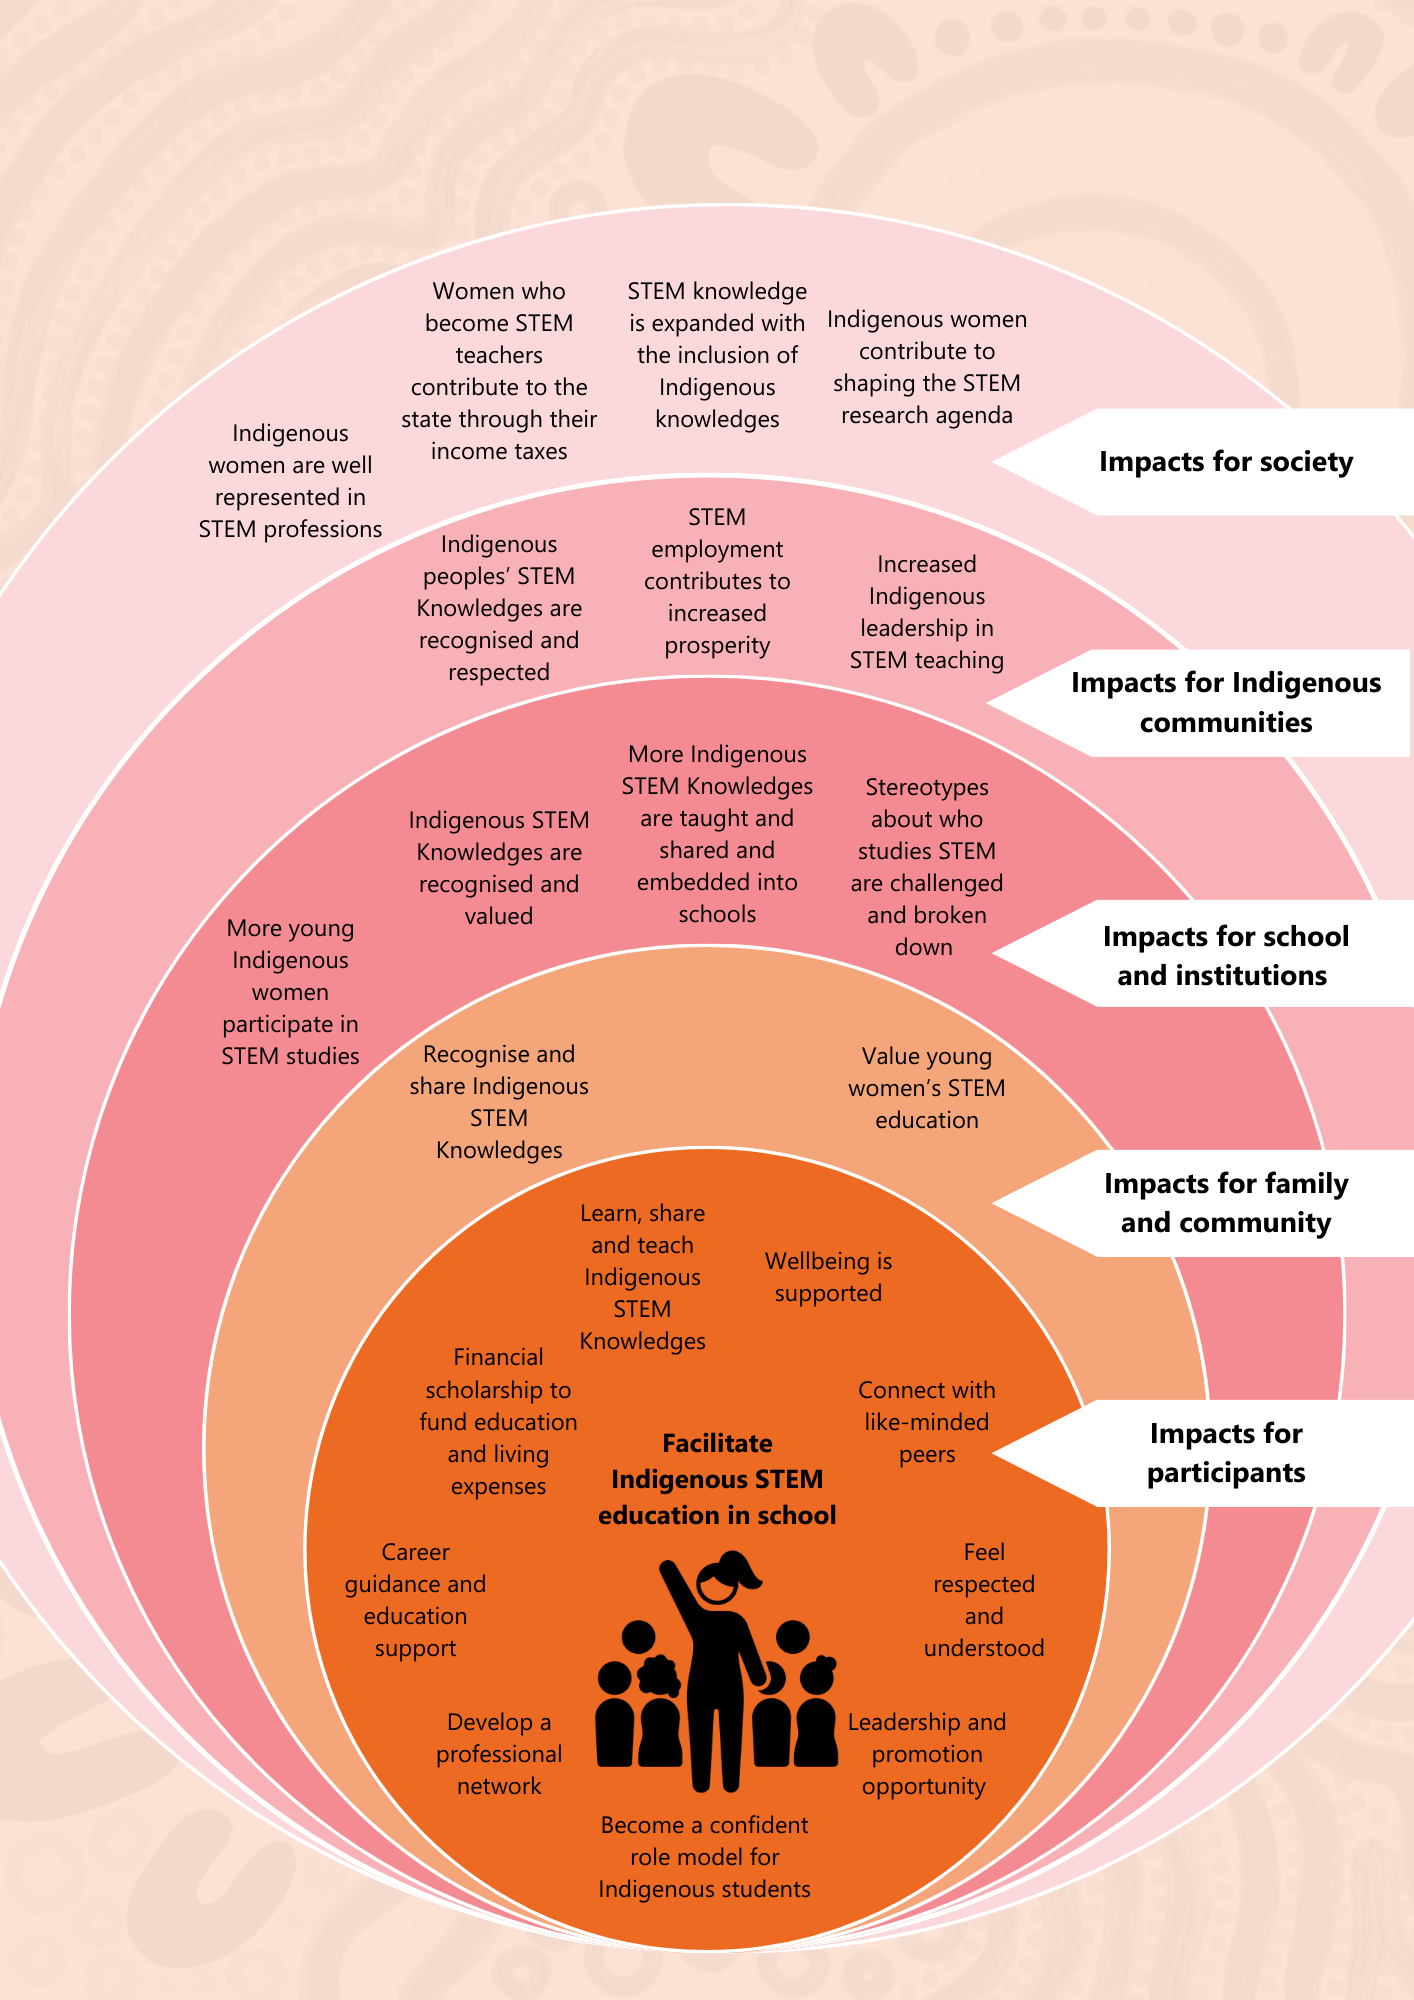 Women who
become STEM
teachers
contribute to the
state through their
income taxes
STEM knowledge
is expanded with
the inclusion of
Indigenous
knowledges
Indigenous women
contribute to
shaping the STEM
research agenda
Indigenous
women are well
represented in
STEM professions
Impacts for society
Indigenous
peoples’ STEM
Knowledges are
recognised and
respected
STEM
employment
contributes to
increased
prosperity
Increased
Indigenous
leadership in
STEM teaching
Impacts for Indigenous
communities
More young
Indigenous
women
participate in
STEM studies
Indigenous STEM
Knowledges are
recognised and
valued
More Indigenous
STEM Knowledges
are taught and
shared and
embedded into
schools
Stereotypes
about who
studies STEM
are challenged
and broken
down
Impacts for school
and institutions
Recognise and
share Indigenous
STEM
Knowledges
Value young
women’s STEM
education
Impacts for family
and community
Learn, share
and teach
Indigenous
STEM
Knowledges
Wellbeing is
supported
Financial
scholarship to
fund education
and living
expenses
Connect with
like-minded
peers
Impacts for
participants
Facilitate
Indigenous STEM
education in school
Career
guidance and
education
support
Feel
respected
and
understood
Develop a
professional
network
Leadership and
promotion
opportunity
Become a confident
role model for
Indigenous students